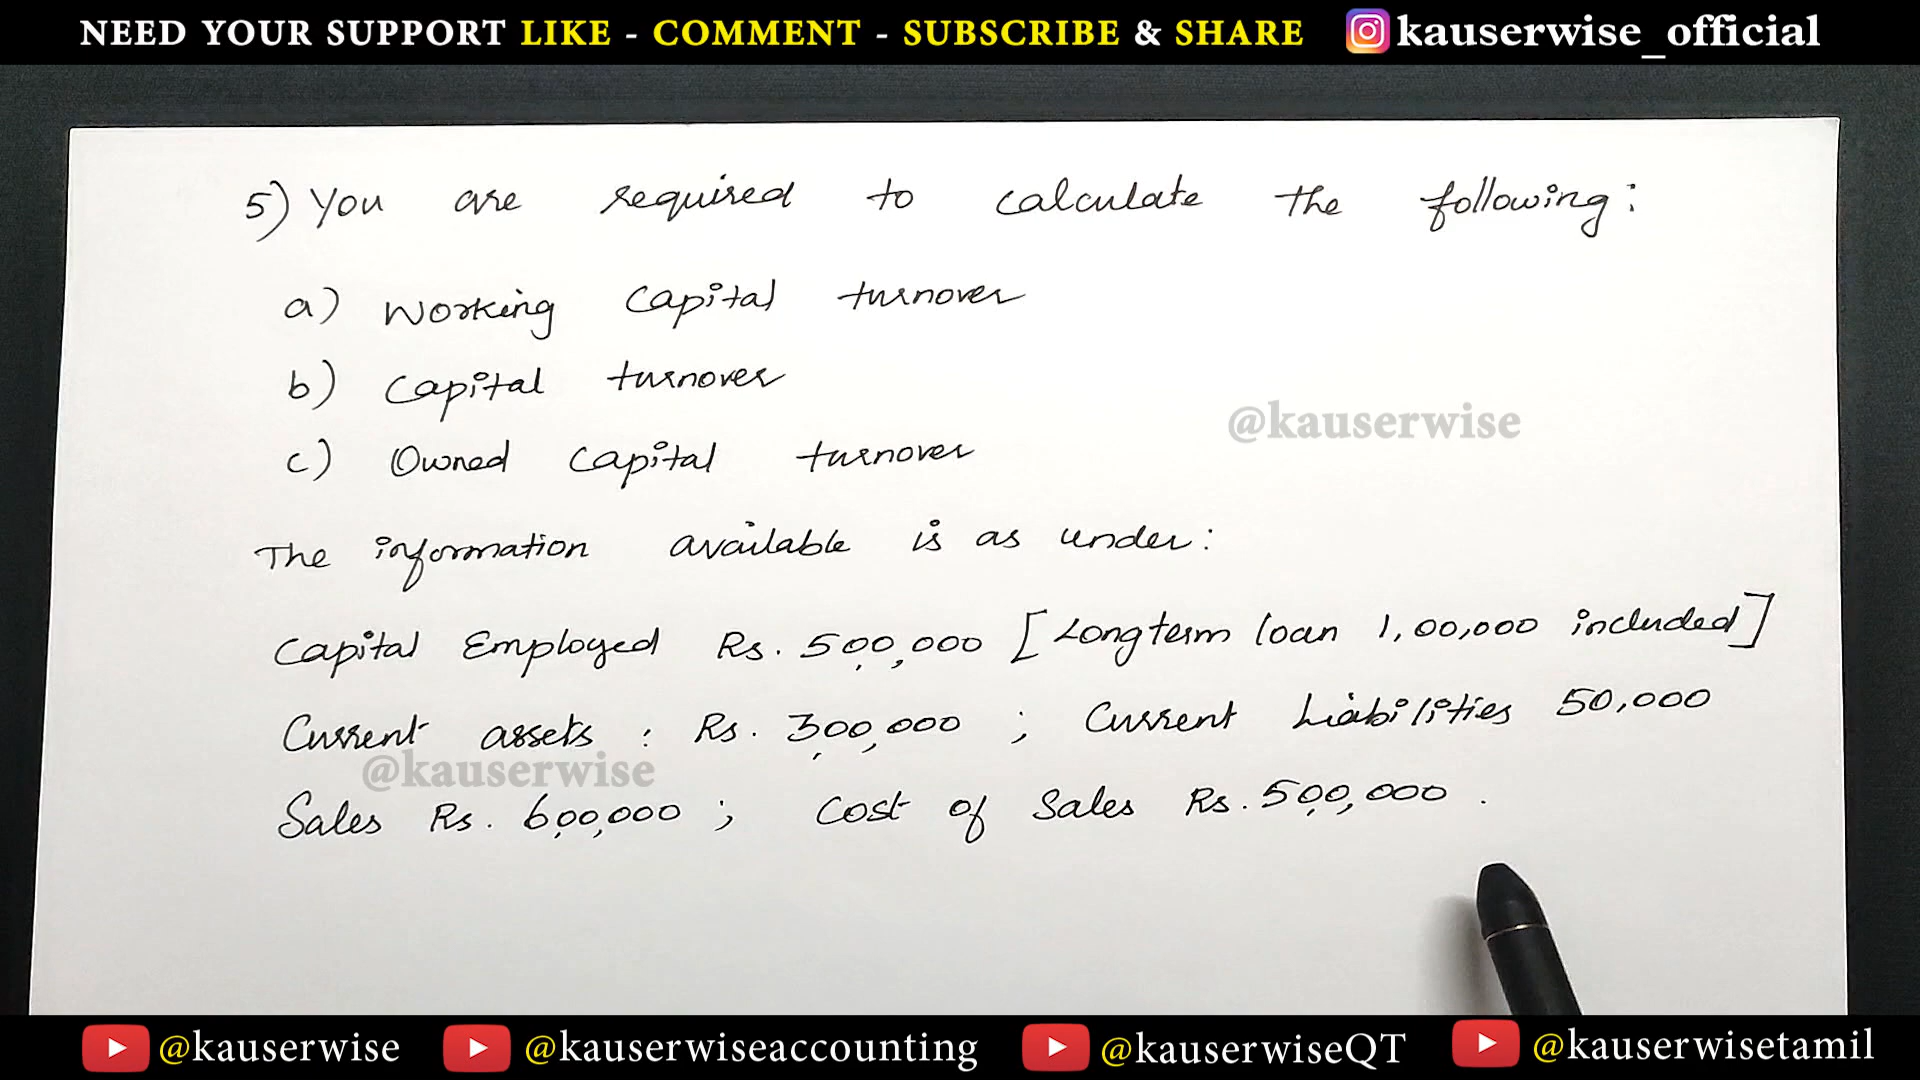 NEED YOUR SUPPORT LIKE - COMMENT - SUBSCRIBE & SHARE kauserwise_official
5) You are required to calculate the following:
a) Working Capital turnover
b) Capital turnover
@kauserwise
c) Owned Capital turnover
The information available is as under:
Capital Employed Rs. 500,000 [Longterm loan 1,00,000 included]
Current assets : Rs. 300,000 ; Current Liabilities 50,000
@kauserwise
Sales Rs. 600,000 ; Cost of Sales Rs. 500,000.
@kauserwise @kauserwiseaccounting @kauserwiseQT @kauserwisetamil